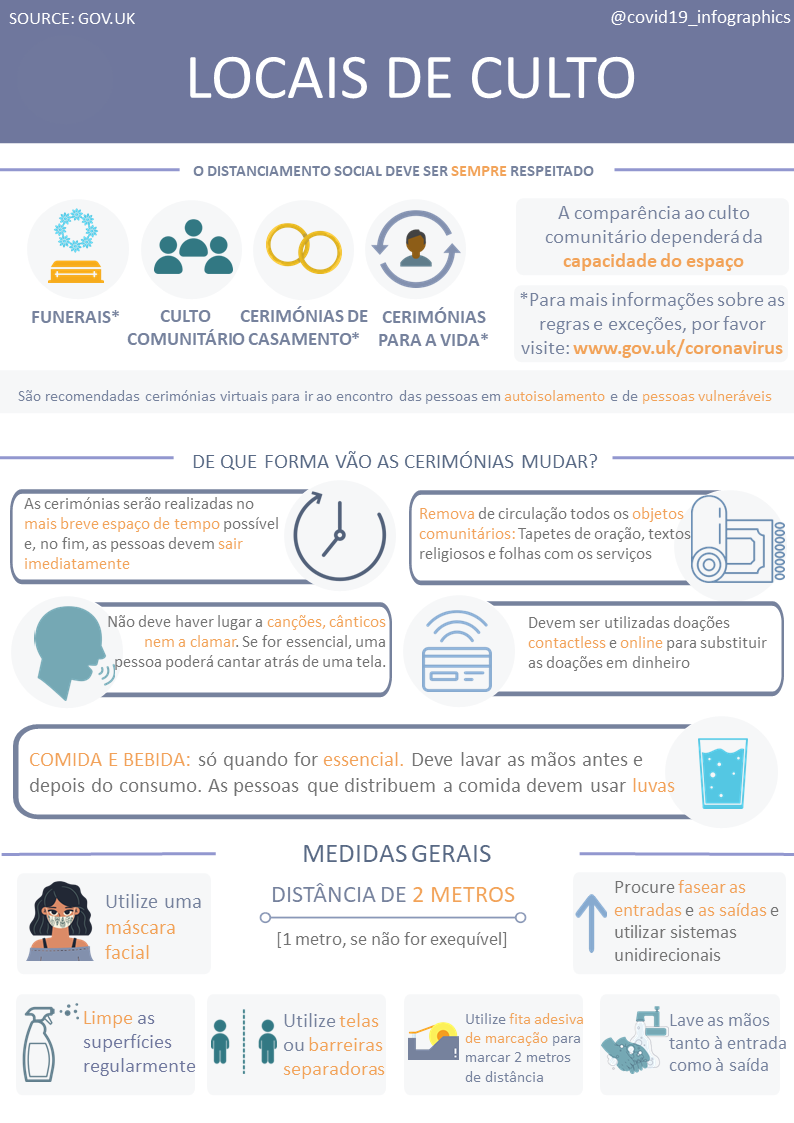 SOURCE: GOV.UK
@covid19_infographics
LOCAIS DE CULTO
O DISTANCIAMENTO SOCIAL DEVE SER SEMPRE RESPEITADO
FUNERAIS*
CULTO
COMUNITÁRIO
CERIMÓNIAS DE
CASAMENTO*
CERIMÓNIAS
PARA A VIDA*
A comparência ao culto
comunitário dependerá da
capacidade do espaço
*Para mais informações sobre as
regras e exceções, por favor
visite: www.gov.uk/coronavirus
São recomendadas cerimónias virtuais para ir ao encontro das pessoas em autoisolamento e de pessoas vulneráveis
DE QUE FORMA VÃO AS CERIMÓNIAS MUDAR?
As cerimónias serão realizadas no
mais breve espaço de tempo possível
e, no fim, as pessoas devem sair
imediatamente
Remova de circulação todos os objetos
comunitários: Tapetes de oração, textos
religiosos e folhas com os serviços
Não deve haver lugar a canções, cânticos
nem a clamar. Se for essencial, uma
pessoa poderá cantar atrás de uma tela.
Devem ser utilizadas doações
contactless e online para substituir
as doações em dinheiro
COMIDA E BEBIDA: só quando for essencial. Deve lavar as mãos antes e
depois do consumo. As pessoas que distribuem a comida devem usar luvas
MEDIDAS GERAIS
Utilize uma
máscara
facial
DISTÂNCIA DE 2 METROS
[1 metro, se não for exequível]
Procure fasear as
entradas e as saídas e
utilizar sistemas
unidirecionais
Limpe as
superfícies
regularmente
Utilize telas
ou barreiras
separadoras
Utilize fita adesiva
de marcação para
marcar 2 metros
de distância
Lave as mãos
tanto à entrada
como à saída